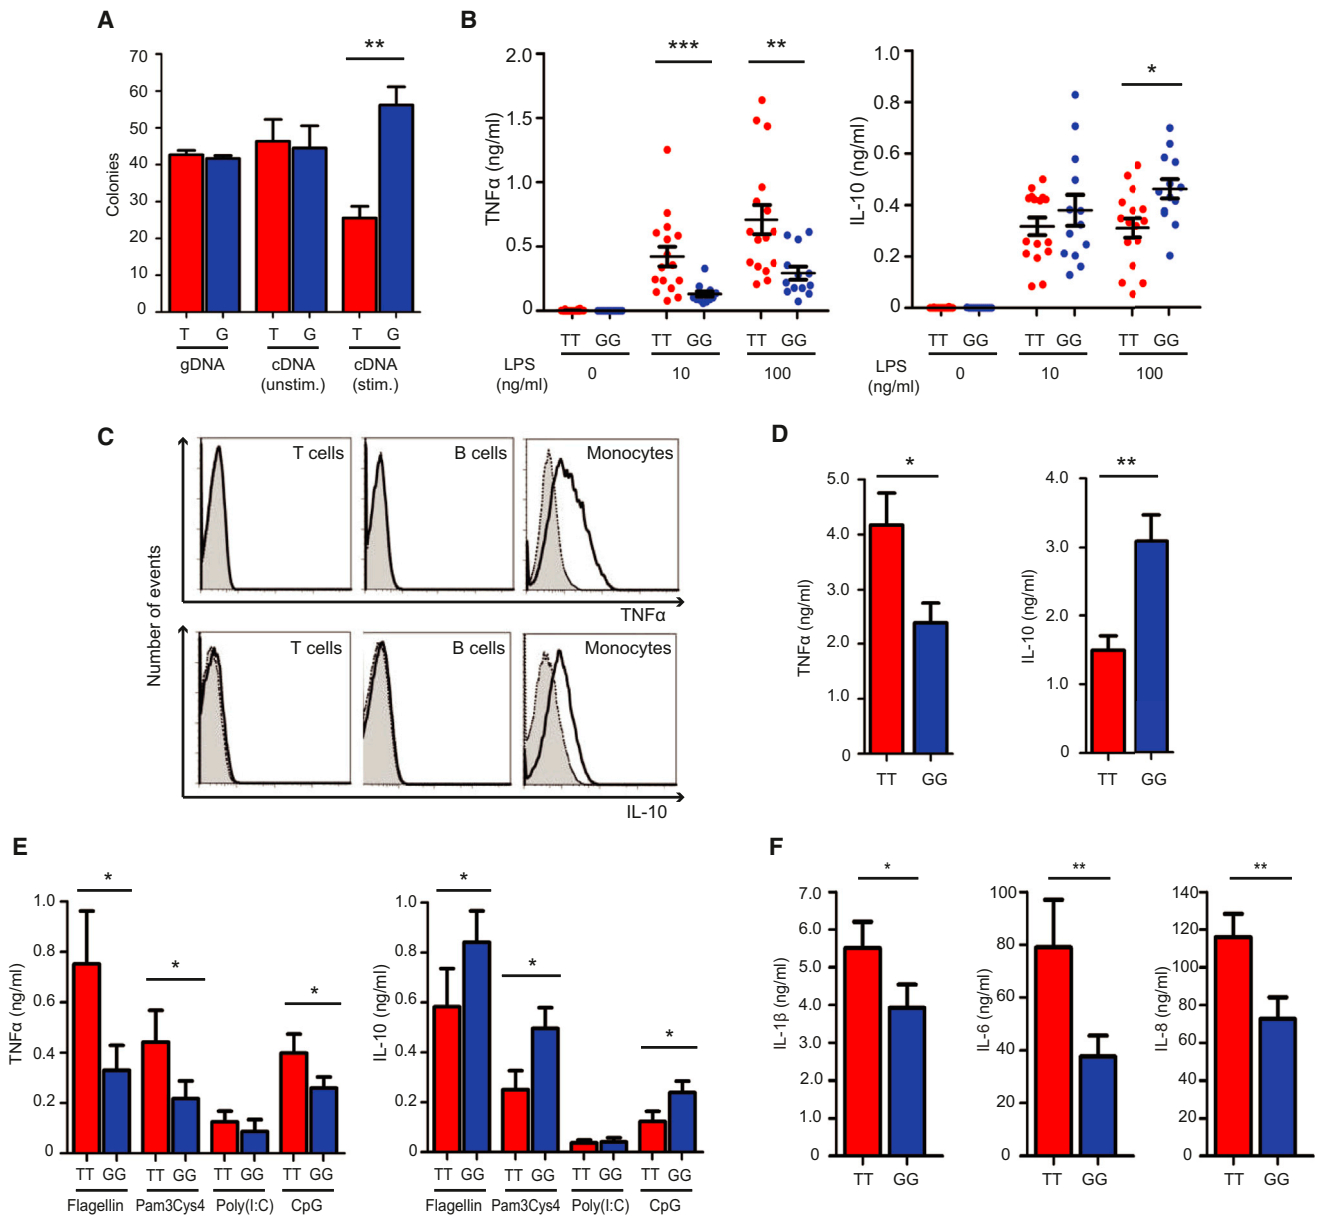 A
**
70
60
50
40
30
20
10
0
Colonies
T G T G T G
gDNA cDNA (unstim.) cDNA (stim.)
B
*** **
2.0
1.5
1.0
0.5
0
TNFα (ng/ml)
TT GG TT GG TT GG
LPS (ng/ml) 0 10 100
*
1.0
0.8
0.6
0.4
0.2
0
IL-10 (ng/ml)
TT GG TT GG TT GG
LPS (ng/ml) 0 10 100
C
Number of events
T cells B cells Monocytes
TNFα
T cells B cells Monocytes
IL-10
D
*
5.0
4.0
3.0
2.0
1.0
0
TNFα (ng/ml)
TT GG
**
4.0
3.0
2.0
1.0
0
IL-10 (ng/ml)
TT GG
E
* * *
1.0
0.8
0.6
0.4
0.2
0
TNFα (ng/ml)
TT GG TT GG TT GG TT GG
Flagellin Pam3Cys4 Poly(I:C) CpG
* * *
1.0
0.8
0.6
0.4
0.2
0
IL-10 (ng/ml)
TT GG TT GG TT GG TT GG
Flagellin Pam3Cys4 Poly(I:C) CpG
F
*
7.0
6.0
5.0
4.0
3.0
2.0
1.0
0
IL-1β (ng/ml)
TT GG
**
100
80
60
40
20
0
IL-6 (ng/ml)
TT GG
**
140
120
100
80
60
40
20
0
IL-8 (ng/ml)
TT GG